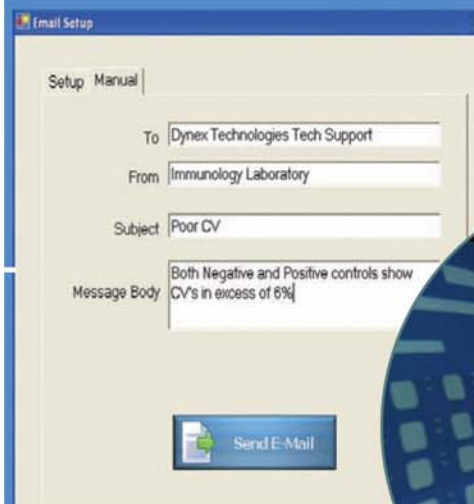 Email Setup
Setup Manual
To Dynex Technologies Tech Support
From Immunology Laboratory
Subject Poor CV
Message Body Both Negative and Positive controls show
CV's in excess of 6%
Send E-Mail